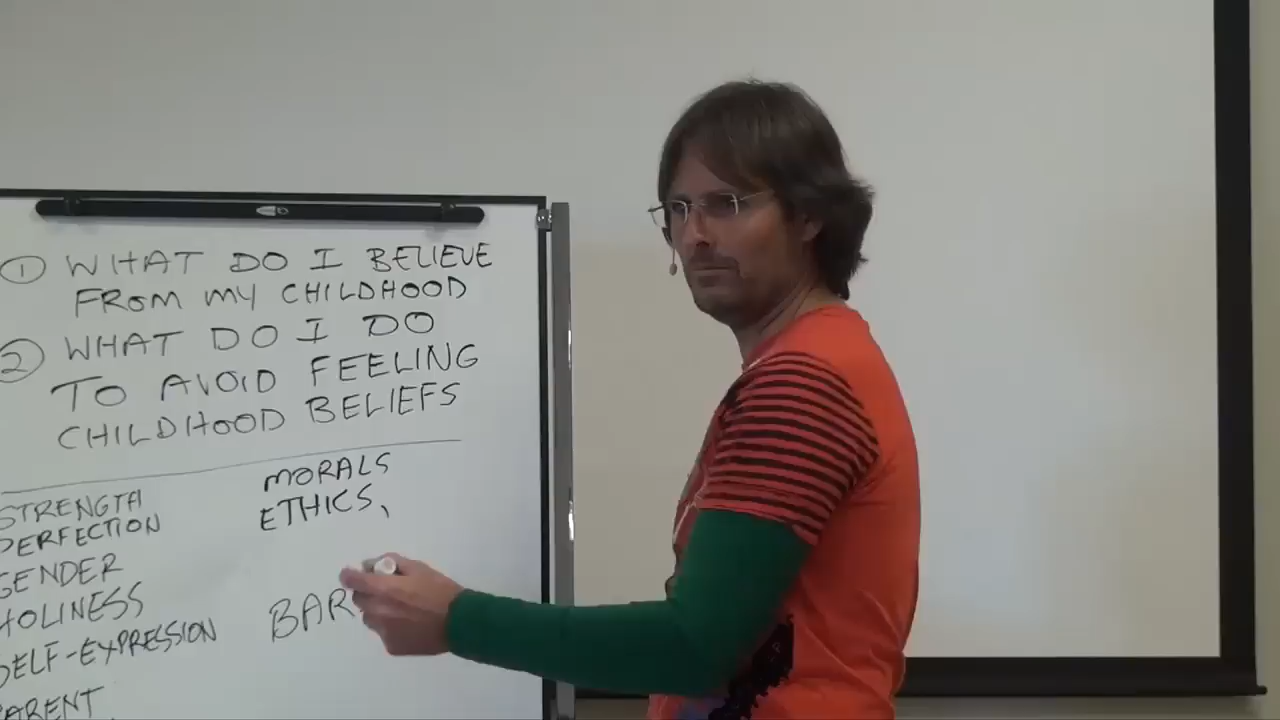 ① WHAT DO I BELIEVE
FROM MY CHILDHOOD
② WHAT DO I DO
TO AVOID FEELING
CHILDHOOD BELIEFS
STRENGTH
PERFECTION
GENDER
HOLINESS
SELF-EXPRESSION
PARENT
MORALS
ETHICS,
BAR